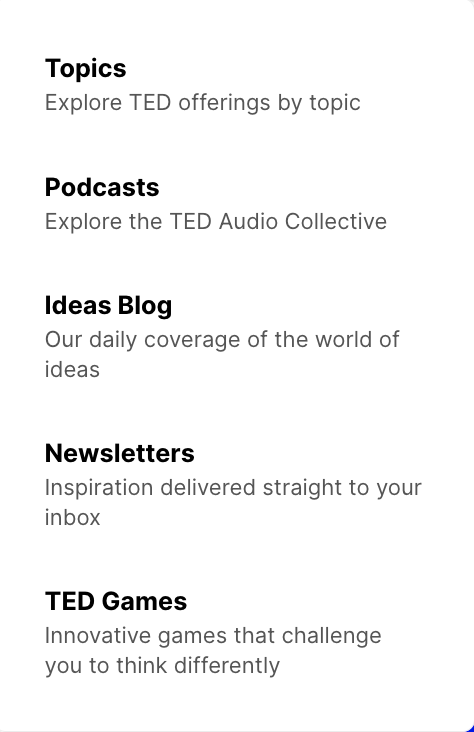 Topics
Explore TED offerings by topic
Podcasts
Explore the TED Audio Collective
Ideas Blog
Our daily coverage of the world of
ideas
Newsletters
Inspiration delivered straight to your
inbox
TED Games
Innovative games that challenge
you to think differently